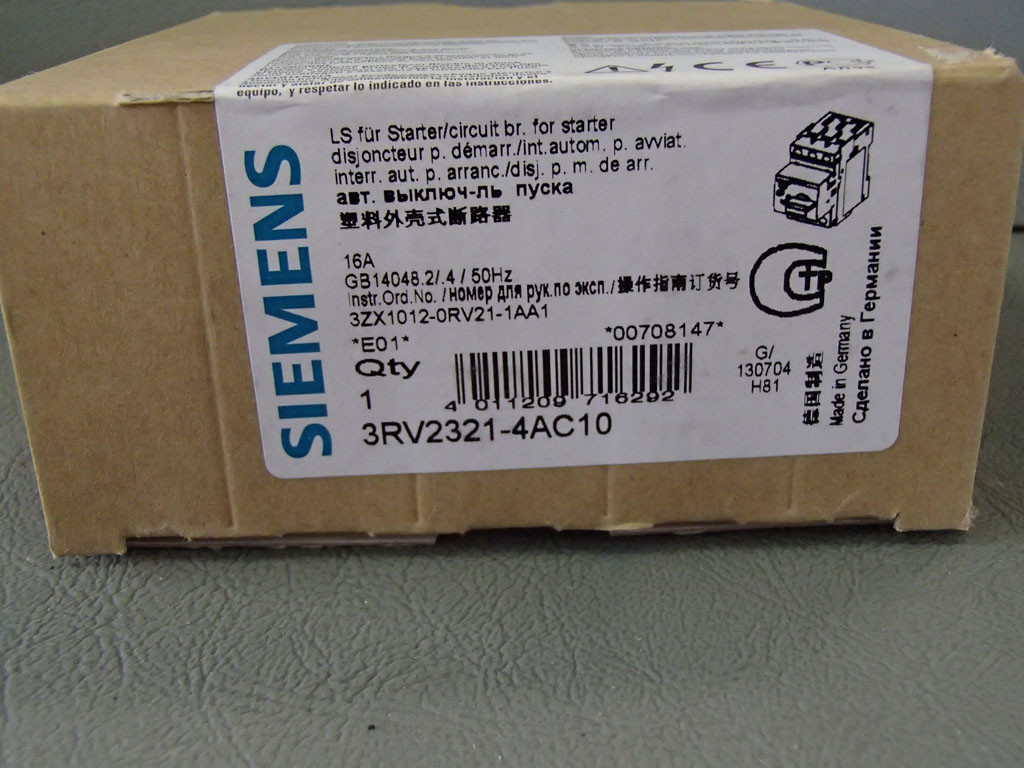 equipo, y respetar lo indicado en las instrucciones.
CE
SIEMENS
LS für Starter/circuit br. for starter
disjoncteur p. démarr./int.autom. p. avviat.
interr. aut. p. arranc./disj. p. m. de arr.
авт. выключ-ль пуска
塑料外壳式断路器
16A
GB14048.2/.4 / 50Hz
Instr.Ord.No. /номер для рук.по эксп./操作指南订货号
3ZX1012-0RV21-1AA1
*E01*
*00708147*
Qty
1
4 011209 716292
3RV2321-4AC10
G/
130704
H81
德国制造
Made in Germany
Сделано в Германии